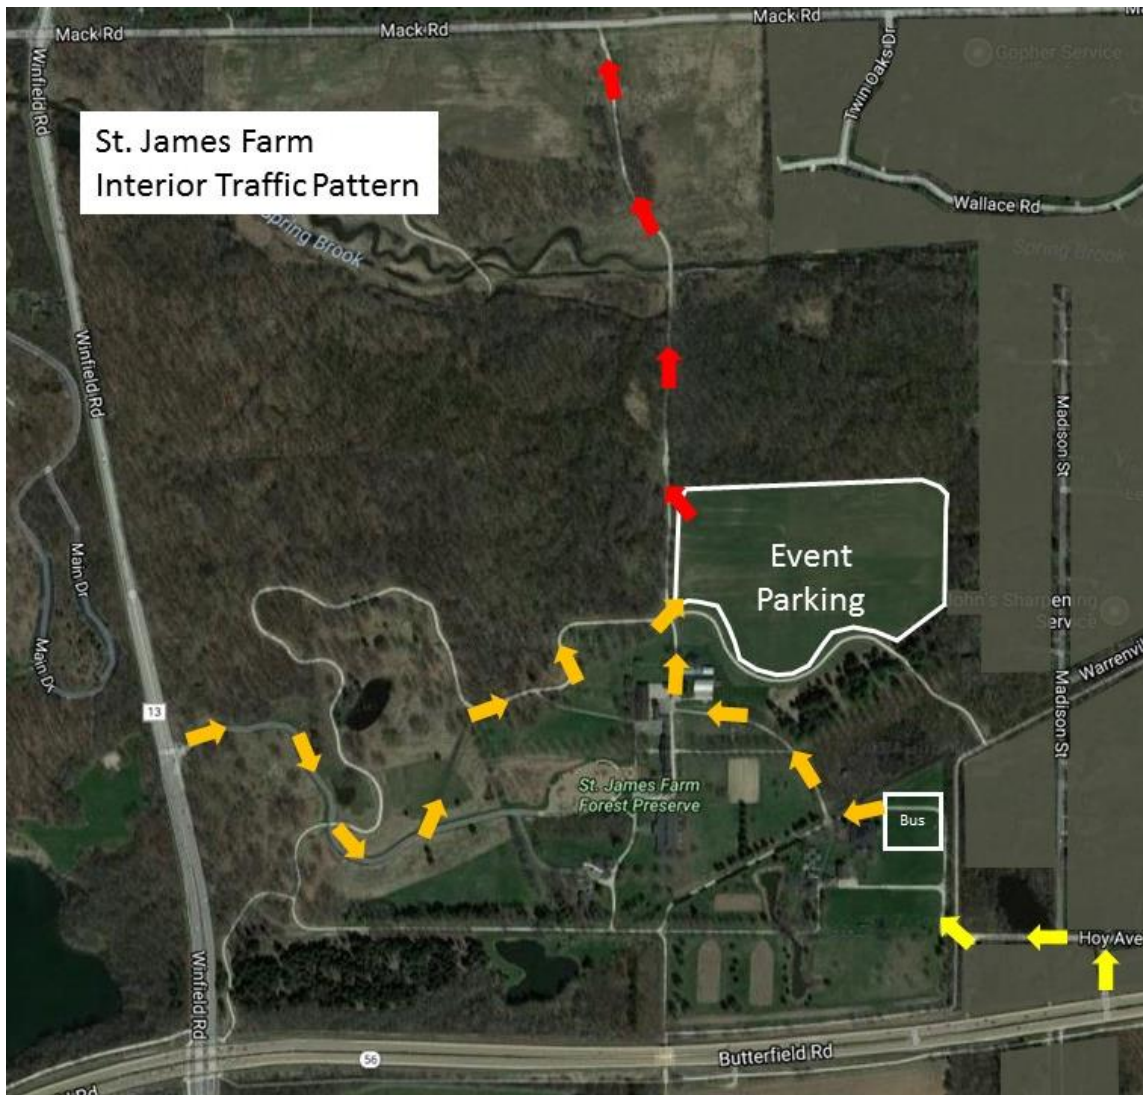 Mack Rd
Mack Rd
Mack Rd
Winfield Rd
Twin Oaks Dr
Gopher Service
St. James Farm
Interior Traffic Pattern
Wallace Rd
Spring Brook
Spring Brook
Winfield Rd
Madison St
Main Dr
Event
Parking
Main Dr
Madison St
13
St. James Farm
Forest Preserve
Bus
Hoy Ave
Winfield Rd
56
Butterfield Rd
Rd